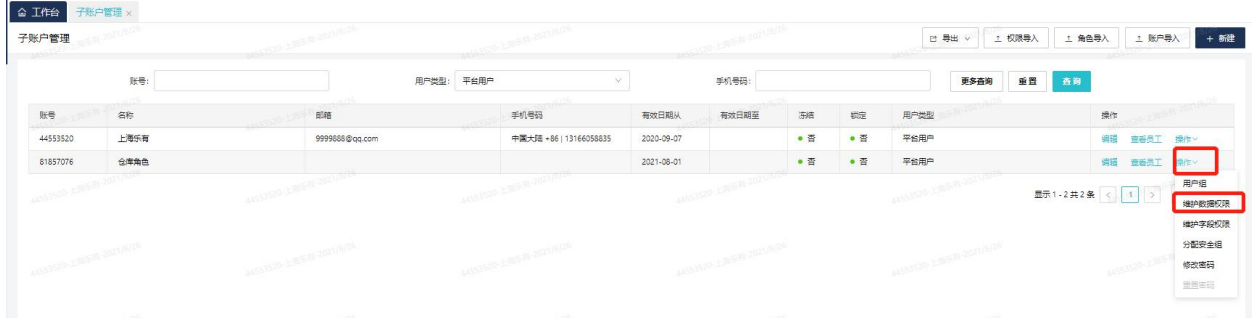 工作台 子账户管理 ×
子账户管理 导出 权限导入 角色导入 账户导入 + 新建
账号: 用户类型: 平台用户 手机号码: 更多查询 重置 查询
账号 名称 邮箱 手机号码 有效日期从 有效日期至 冻结 锁定 用户类型 操作
44553520 上海乐有 9999888@qq.com 中国大陆 +86 | 13166058835 2020-09-07 否 否 平台用户 编辑 查看员工 操作
81857076 仓库角色 2021-08-01 否 否 平台用户 编辑 查看员工 操作
显示 1 - 2 共 2 条 < 1 >
用户组
维护数据权限
维护字段权限
分配安全组
修改密码
重置密码